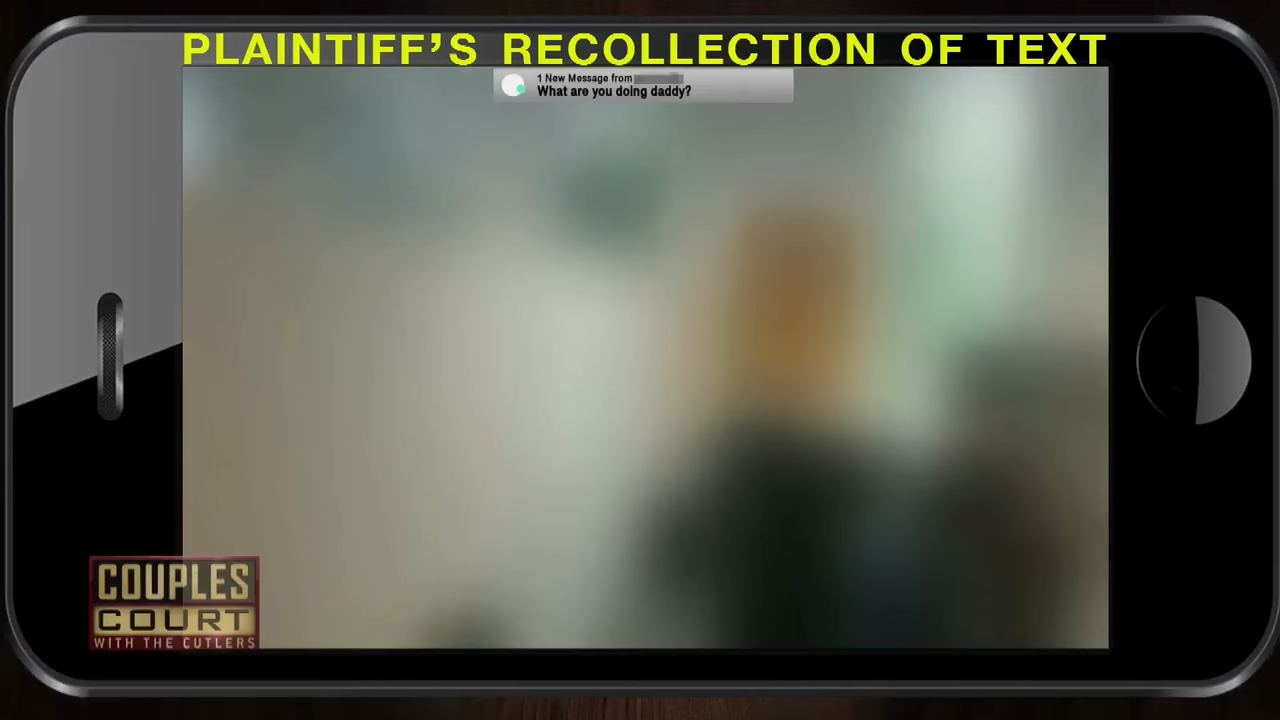 PLAINTIFF'S RECOLLECTION OF TEXT
1 New Message from
What are you doing daddy?
COUPLES
COURT
WITH THE CUTLERS